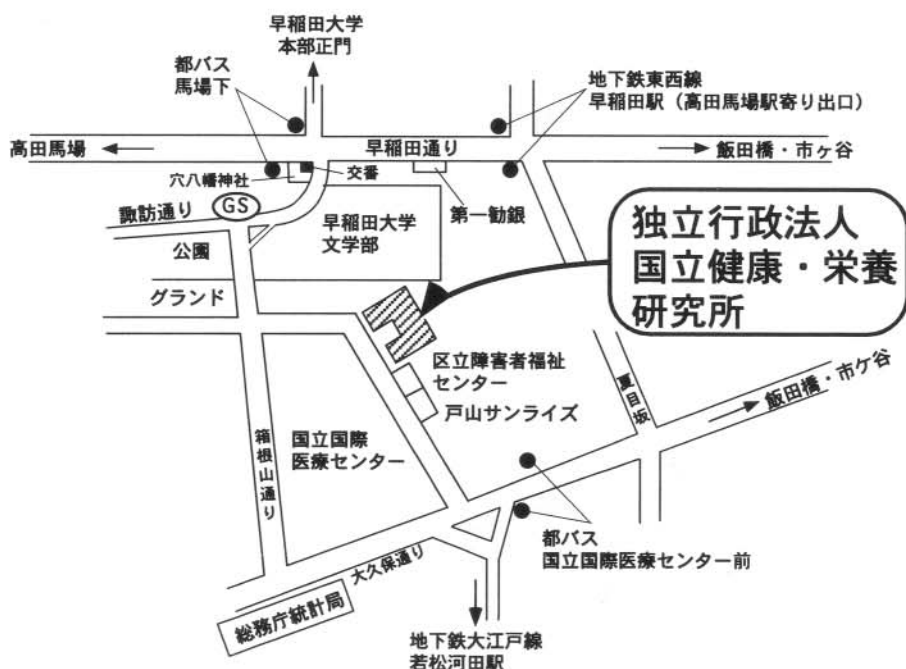 早稲田大学
本部正門
都バス
馬場下
地下鉄東西線
早稲田駅（高田馬場駅寄り出口）
高田馬場
早稲田通り
飯田橋・市ヶ谷
穴八幡神社
交番
GS
諏訪通り
早稲田大学
文学部
第一勧銀
独立行政法人
国立健康・栄養
研究所
公園
グランド
区立障害者福祉
センター
戸山サンライズ
夏目坂
飯田橋・市ケ谷
箱根山通り
国立国際
医療センター
大久保通り
都バス
国立国際医療センター前
総務庁統計局
地下鉄大江戸線
若松河田駅